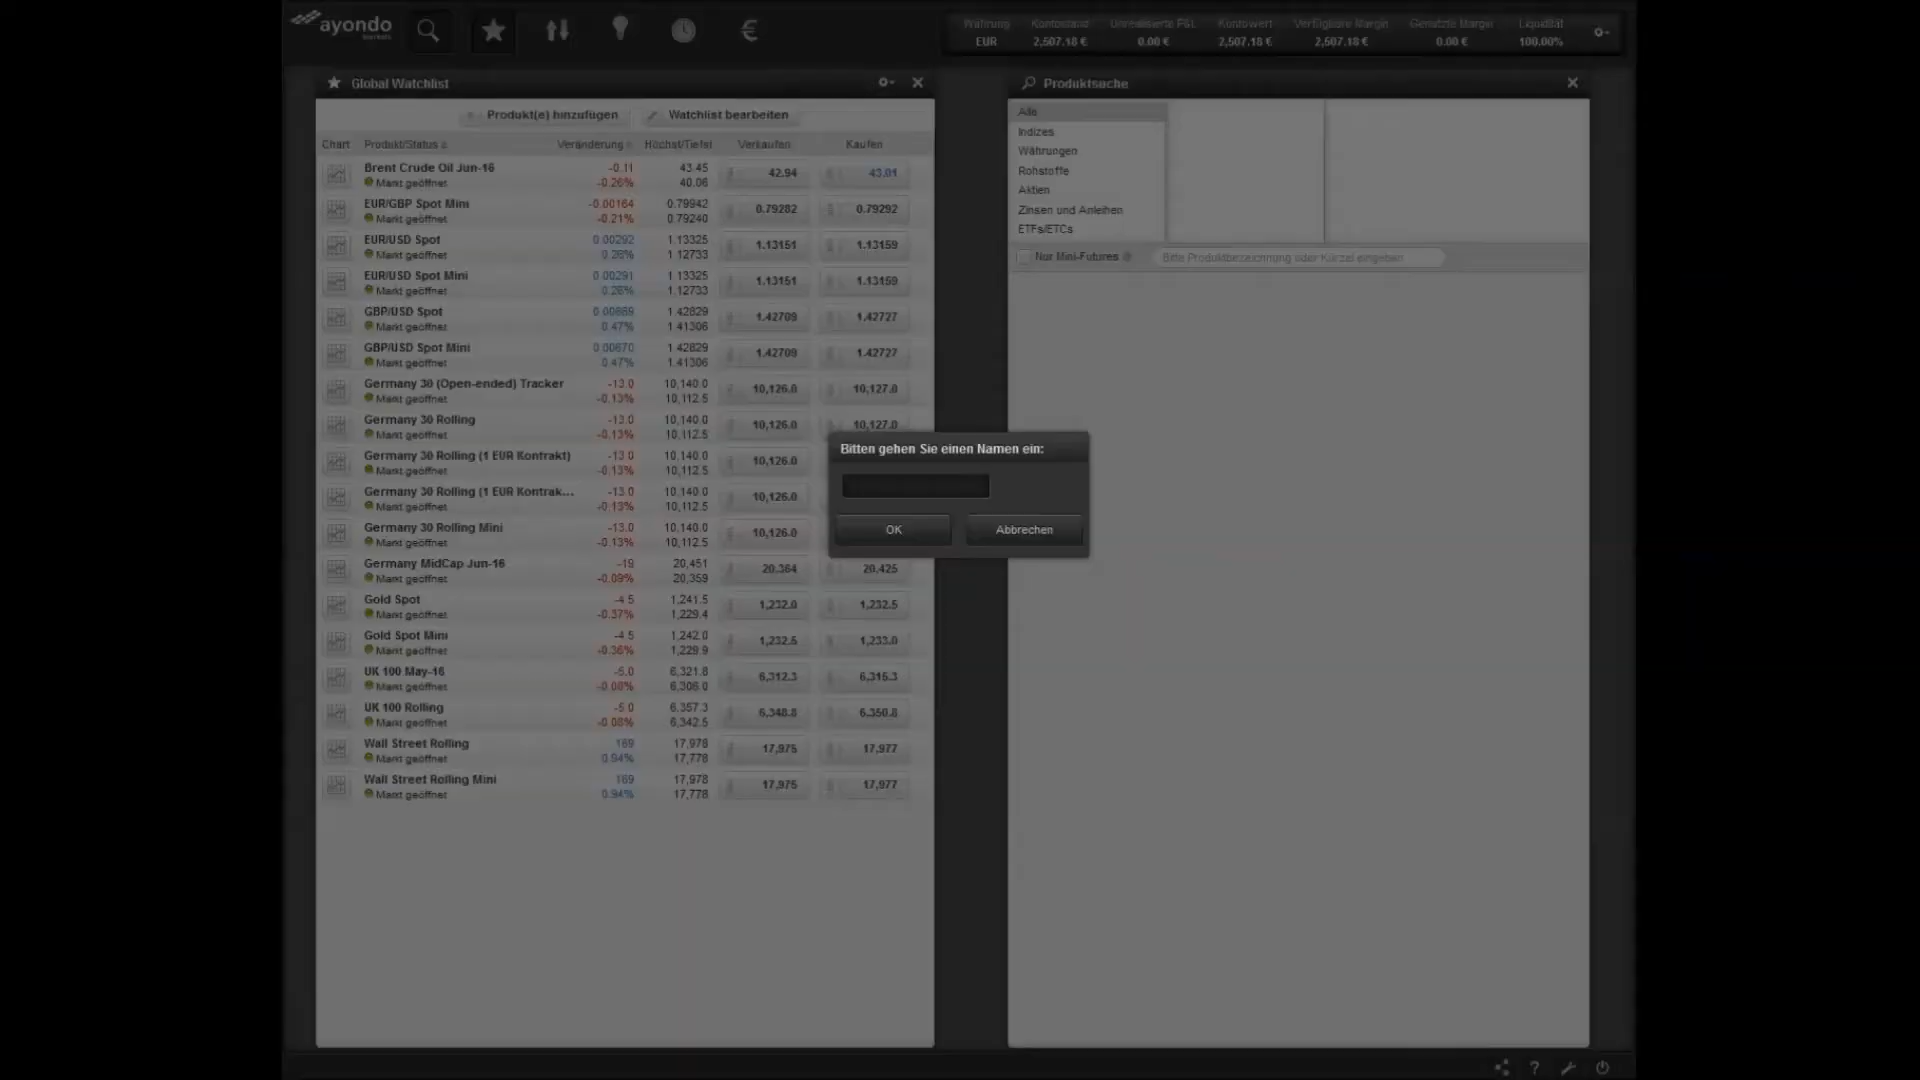 ayondo
markets
Währung Kontostand Unrealisierte P&L Kontowert Verfügbare Margin Genutzte Margin Liquidität
EUR 2,507.18 € 0.00 € 2,507.18 € 2,507.18 € 0.00 € 100.00%
Global Watchlist
Produkt(e) hinzufügen Watchlist bearbeiten
Chart Produkt/Status Veränderung Höchst/Tiefst Verkaufen Kaufen
Brent Crude Oil Jun-16 -0.11 43.45 42.94 43.01
Markt geöffnet -0.26% 40.06
EUR/GBP Spot Mini -0.00164 0.79942 0.79282 0.79292
Markt geöffnet -0.21% 0.79240
EUR/USD Spot 0.00292 1.13325 1.13151 1.13159
Markt geöffnet 0.26% 1.12733
EUR/USD Spot Mini 0.00291 1.13325 1.13151 1.13159
Markt geöffnet 0.26% 1.12733
GBP/USD Spot 0.00669 1.42829 1.42709 1.42727
Markt geöffnet 0.47% 1.41306
GBP/USD Spot Mini 0.00670 1.42829 1.42709 1.42727
Markt geöffnet 0.47% 1.41306
Germany 30 (Open-ended) Tracker -13.0 10,140.0 10,126.0 10,127.0
Markt geöffnet -0.13% 10,112.5
Germany 30 Rolling -13.0 10,140.0 10,126.0 10,127.0
Markt geöffnet -0.13% 10,112.5
Germany 30 Rolling (1 EUR Kontrakt) -13.0 10,140.0 10,126.0
Markt geöffnet -0.13% 10,112.5
Germany 30 Rolling (1 EUR Kontrak... -13.0 10,140.0 10,126.0
Markt geöffnet -0.13% 10,112.5
Germany 30 Rolling Mini -13.0 10,140.0 10,126.0
Markt geöffnet -0.13% 10,112.5
Germany MidCap Jun-16 -19 20,451 20,364 20,425
Markt geöffnet -0.09% 20,359
Gold Spot -4.5 1,241.5 1,232.0 1,232.5
Markt geöffnet -0.37% 1,229.4
Gold Spot Mini -4.5 1,242.0 1,232.5 1,233.0
Markt geöffnet -0.36% 1,229.9
UK 100 May-16 -5.0 6,321.8 6,312.3 6,315.3
Markt geöffnet -0.08% 6,306.0
UK 100 Rolling -5.0 6,357.3 6,348.8 6,350.8
Markt geöffnet -0.08% 6,342.5
Wall Street Rolling 169 17,978 17,975 17,977
Markt geöffnet 0.94% 17,778
Wall Street Rolling Mini 169 17,978 17,975 17,977
Markt geöffnet 0.94% 17,778
Bitten gehen Sie einen Namen ein:
OK Abbrechen
Produktsuche
Alle
Indizes
Währungen
Rohstoffe
Aktien
Zinsen und Anleihen
ETFs/ETCs
Nur Mini-Futures Bitte Produktbezeichnung oder Kürzel eingeben